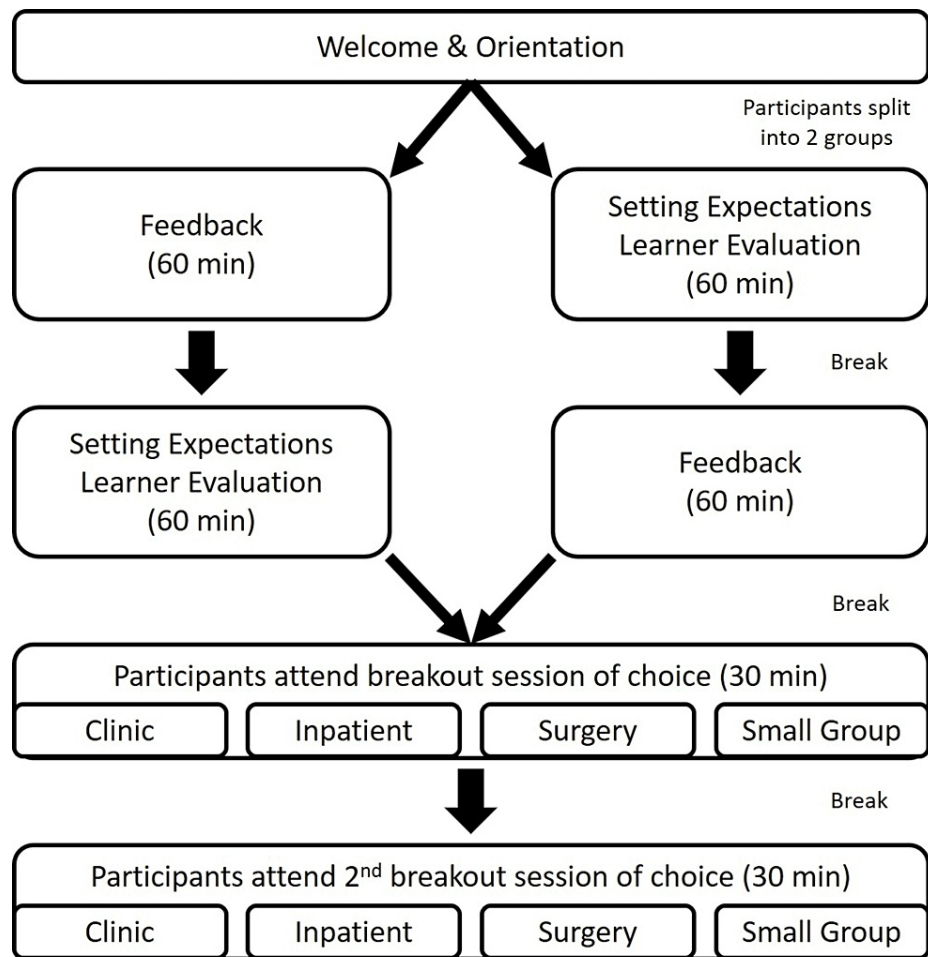 Welcome & Orientation
Participants split
into 2 groups
Feedback
(60 min)
Setting Expectations
Learner Evaluation
(60 min)
Break
Setting Expectations
Learner Evaluation
(60 min)
Feedback
(60 min)
Break
Participants attend breakout session of choice (30 min)
Clinic Inpatient Surgery Small Group
Break
Participants attend 2nd breakout session of choice (30 min)
Clinic Inpatient Surgery Small Group